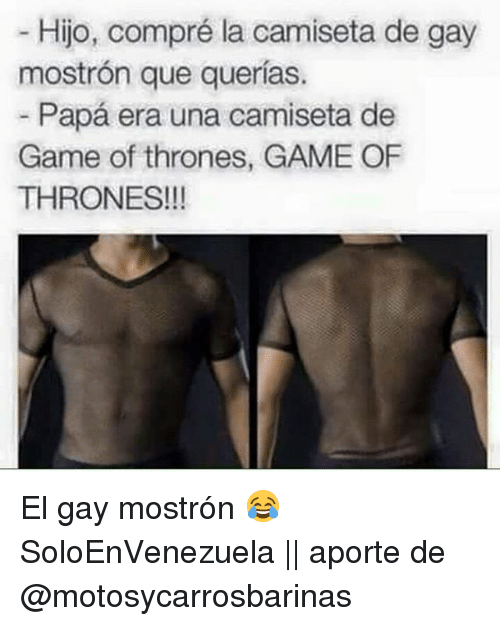 - Hijo, compré la camiseta de gay
mostrón que querías.
- Papá era una camiseta de
Game of thrones, GAME OF
THRONES!!!
El gay mostrón 😂
SoloEnVenezuela || aporte de
@motosycarrosbarinas